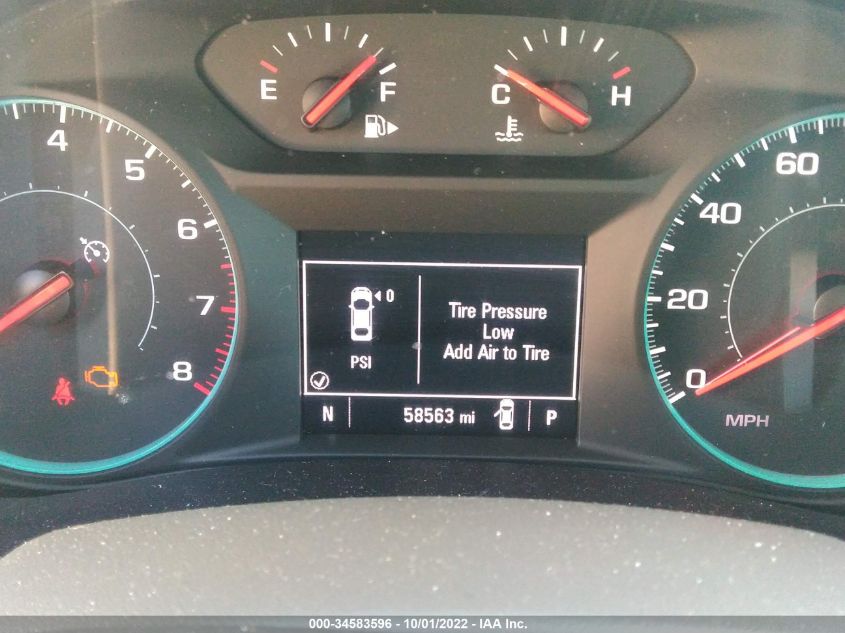 E F
C H
4
5
6
7
8
60
40
20
0
MPH
0
PSI
Tire Pressure
Low
Add Air to Tire
N 58563 mi P
000-34583596 - 10/01/2022 - IAA Inc.